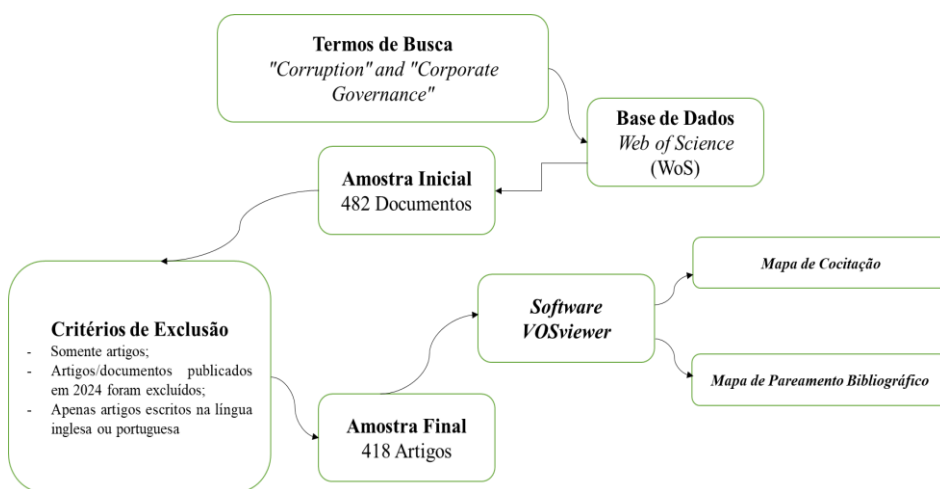 Termos de Busca
"Corruption" and "Corporate
Governance"
Base de Dados
Web of Science
(WoS)
Amostra Inicial
482 Documentos
Critérios de Exclusão
- Somente artigos;
- Artigos/documentos publicados
em 2024 foram excluídos;
- Apenas artigos escritos na língua
inglesa ou portuguesa
Amostra Final
418 Artigos
Software
VOSviewer
Mapa de Cocitação
Mapa de Pareamento Bibliográfico